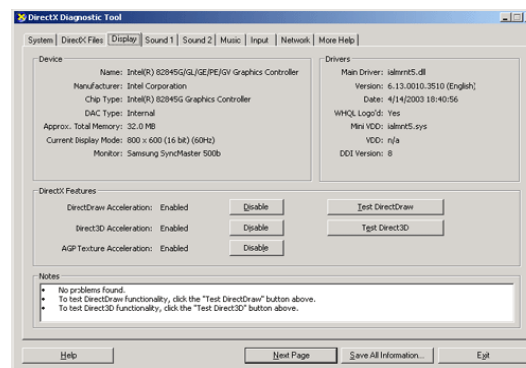 DirectX Diagnostic Tool
System DirectX Files Display Sound 1 Sound 2 Music Input Network More Help
Device
Name: Intel(R) 82845G/GL/GE/PE/GV Graphics Controller
Manufacturer: Intel Corporation
Chip Type: Intel(R) 82845G Graphics Controller
DAC Type: Internal
Approx. Total Memory: 32.0 MB
Current Display Mode: 800 x 600 (16 bit) (60Hz)
Monitor: Samsung SyncMaster 500b
Drivers
Main Driver: ialmrnt5.dll
Version: 6.13.0010.3510 (English)
Date: 4/14/2003 18:40:56
WHQL Logo'd: Yes
Mini VDD: ialmnt5.sys
VDD: n/a
DDI Version: 8
DirectX Features
DirectDraw Acceleration: Enabled Disable Test DirectDraw
Direct3D Acceleration: Enabled Disable Test Direct3D
AGP Texture Acceleration: Enabled Disable
Notes
• No problems found.
• To test DirectDraw functionality, click the "Test DirectDraw" button above.
• To test Direct3D functionality, click the "Test Direct3D" button above.
Help Next Page Save All Information... Exit